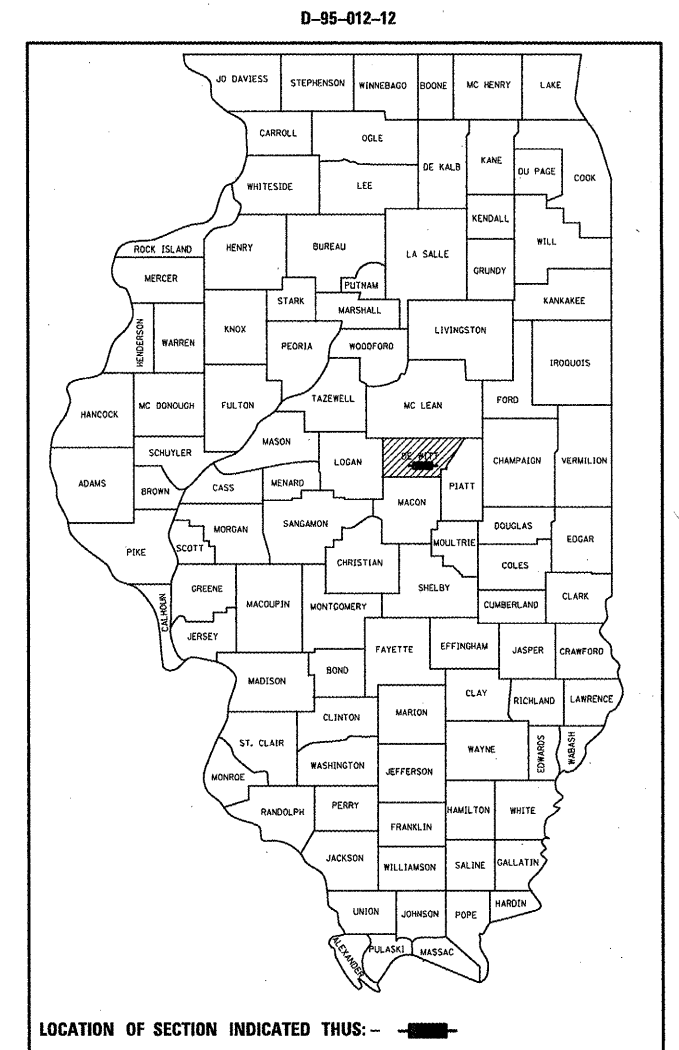 D-95-012-12
JO DAVIESS
STEPHENSON
WINNEBAGO
BOONE
MC HENRY
LAKE
CARROLL
OGLE
DE KALB
KANE
DU PAGE
COOK
WHITESIDE
LEE
KENDALL
WILL
ROCK ISLAND
HENRY
BUREAU
LA SALLE
GRUNDY
MERCER
PUTNAM
KANKAKEE
STARK
MARSHALL
HENDERSON
WARREN
KNOX
PEORIA
WOODFORD
LIVINGSTON
IROQUOIS
HANCOCK
MC DONOUGH
FULTON
TAZEWELL
MC LEAN
FORD
MASON
SCHUYLER
LOGAN
DE WITT
CHAMPAIGN
VERMILION
ADAMS
BROWN
CASS
MENARD
PIATT
MACON
MORGAN
SANGAMON
DOUGLAS
EDGAR
PIKE
SCOTT
MOULTRIE
CHRISTIAN
COLES
GREENE
SHELBY
CALHOUN
MACOUPIN
MONTGOMERY
CUMBERLAND
CLARK
JERSEY
FAYETTE
EFFINGHAM
JASPER
CRAWFORD
BOND
MADISON
CLAY
RICHLAND
LAWRENCE
CLINTON
MARION
ST. CLAIR
WAYNE
EDWARDS
WABASH
WASHINGTON
JEFFERSON
MONROE
RANDOLPH
PERRY
HAMILTON
WHITE
FRANKLIN
JACKSON
WILLIAMSON
SALINE
GALLATIN
UNION
JOHNSON
POPE
HARDIN
ALEXANDER
PULASKI
MASSAC
LOCATION OF SECTION INDICATED THUS: -